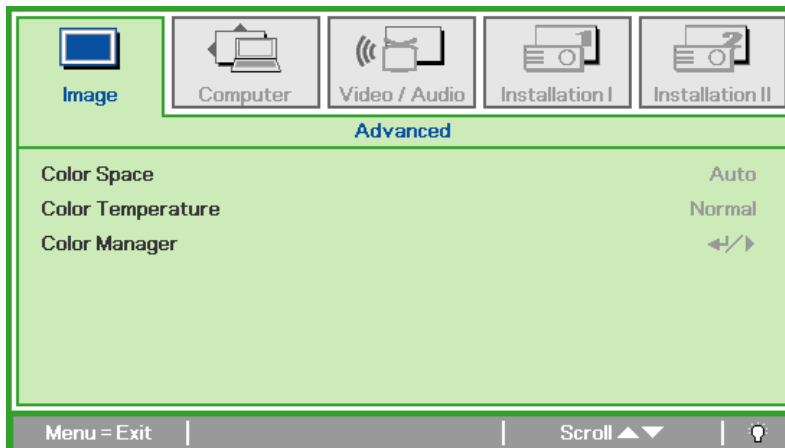 Image Computer Video / Audio Installation I Installation II
Advanced
Color Space Auto
Color Temperature Normal
Color Manager ↵/▶
Menu = Exit Scroll ▲▼